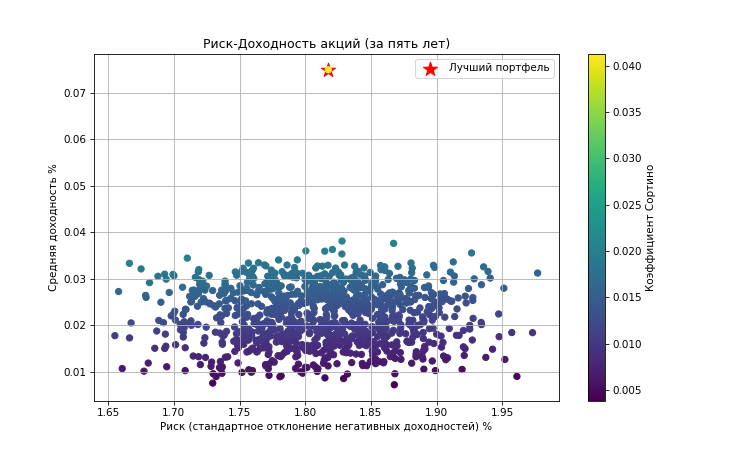 Риск-Доходность акций (за пять лет)
Лучший портфель
0.07
0.06
0.05
0.04
0.03
0.02
0.01
Средняя доходность %
1.65 1.70 1.75 1.80 1.85 1.90 1.95
Риск (стандартное отклонение негативных доходностей) %
0.040
0.035
0.030
0.025
0.020
0.015
0.010
0.005
Коэффициент Сортино